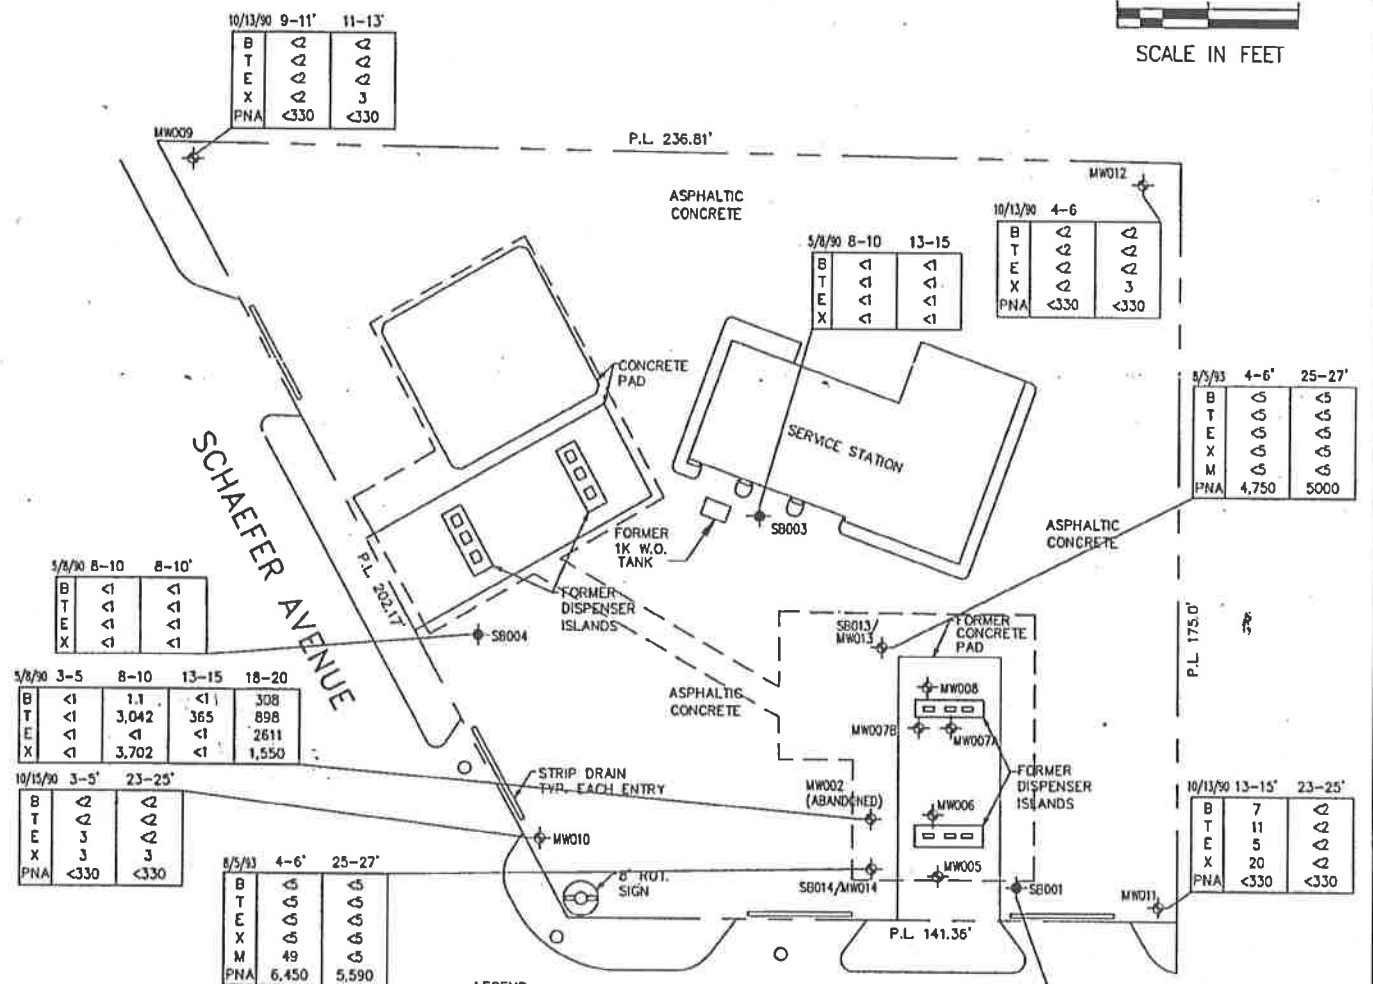 SCALE IN FEET
10/13/90 9-11' 11-13'
B <2 <2
T <2 <2
E <2 <2
X <2 3
PNA <330 <330
MW009
P.L. 236.81'
ASPHALTIC
CONCRETE
MW012
10/13/90 4-6
B <2 <2
T <2 <2
E <2 <2
X <2 3
PNA <330 <330
5/8/90 8-10 13-15
B <1 <1
T <1 <1
E <1 <1
X <1 <1
CONCRETE
PAD
SERVICE STATION
8/5/93 4-6' 25-27'
B <5 <5
T <5 <5
E <5 <5
X <5 <5
M <5 <5
PNA 4,750 5000
SCHAEFER AVENUE
FORMER
1K W.O.
TANK
SB003
ASPHALTIC
CONCRETE
P.L. 202.17'
5/8/90 8-10 8-10'
B <1 <1
T <1 <1
E <1 <1
X <1 <1
FORMER
DISPENSER
ISLANDS
SB004
SB013/
MW013
FORMER
CONCRETE
PAD
P.L. 175.0'
5/8/90 3-5 8-10 13-15 18-20
B <1 1.1 <1 308
T <1 3,042 365 898
E <1 <1 <1 2611
X <1 3,702 <1 1,550
ASPHALTIC
CONCRETE
MW008
MW007B
MW007A
10/15/90 3-5' 23-25'
B <2 <2
T <2 <2
E 3 <2
X 3 3
PNA <330 <330
STRIP DRAIN
TYP. EACH ENTRY
MW002
(ABANDONED)
MW006
FORMER
DISPENSER
ISLANDS
10/13/90 13-15' 23-25'
B 7 <2
T 11 <2
E 5 <2
X 20 <2
PNA <330 <330
MW010
8/5/93 4-6' 25-27'
B <5 <5
T <5 <5
E <5 <5
X <5 <5
M 49 <5
PNA 6,450 5,590
8' ROT.
SIGN
SB014/MW014
MW005
SB001
MW011
P.L. 141.36'
LEGEND